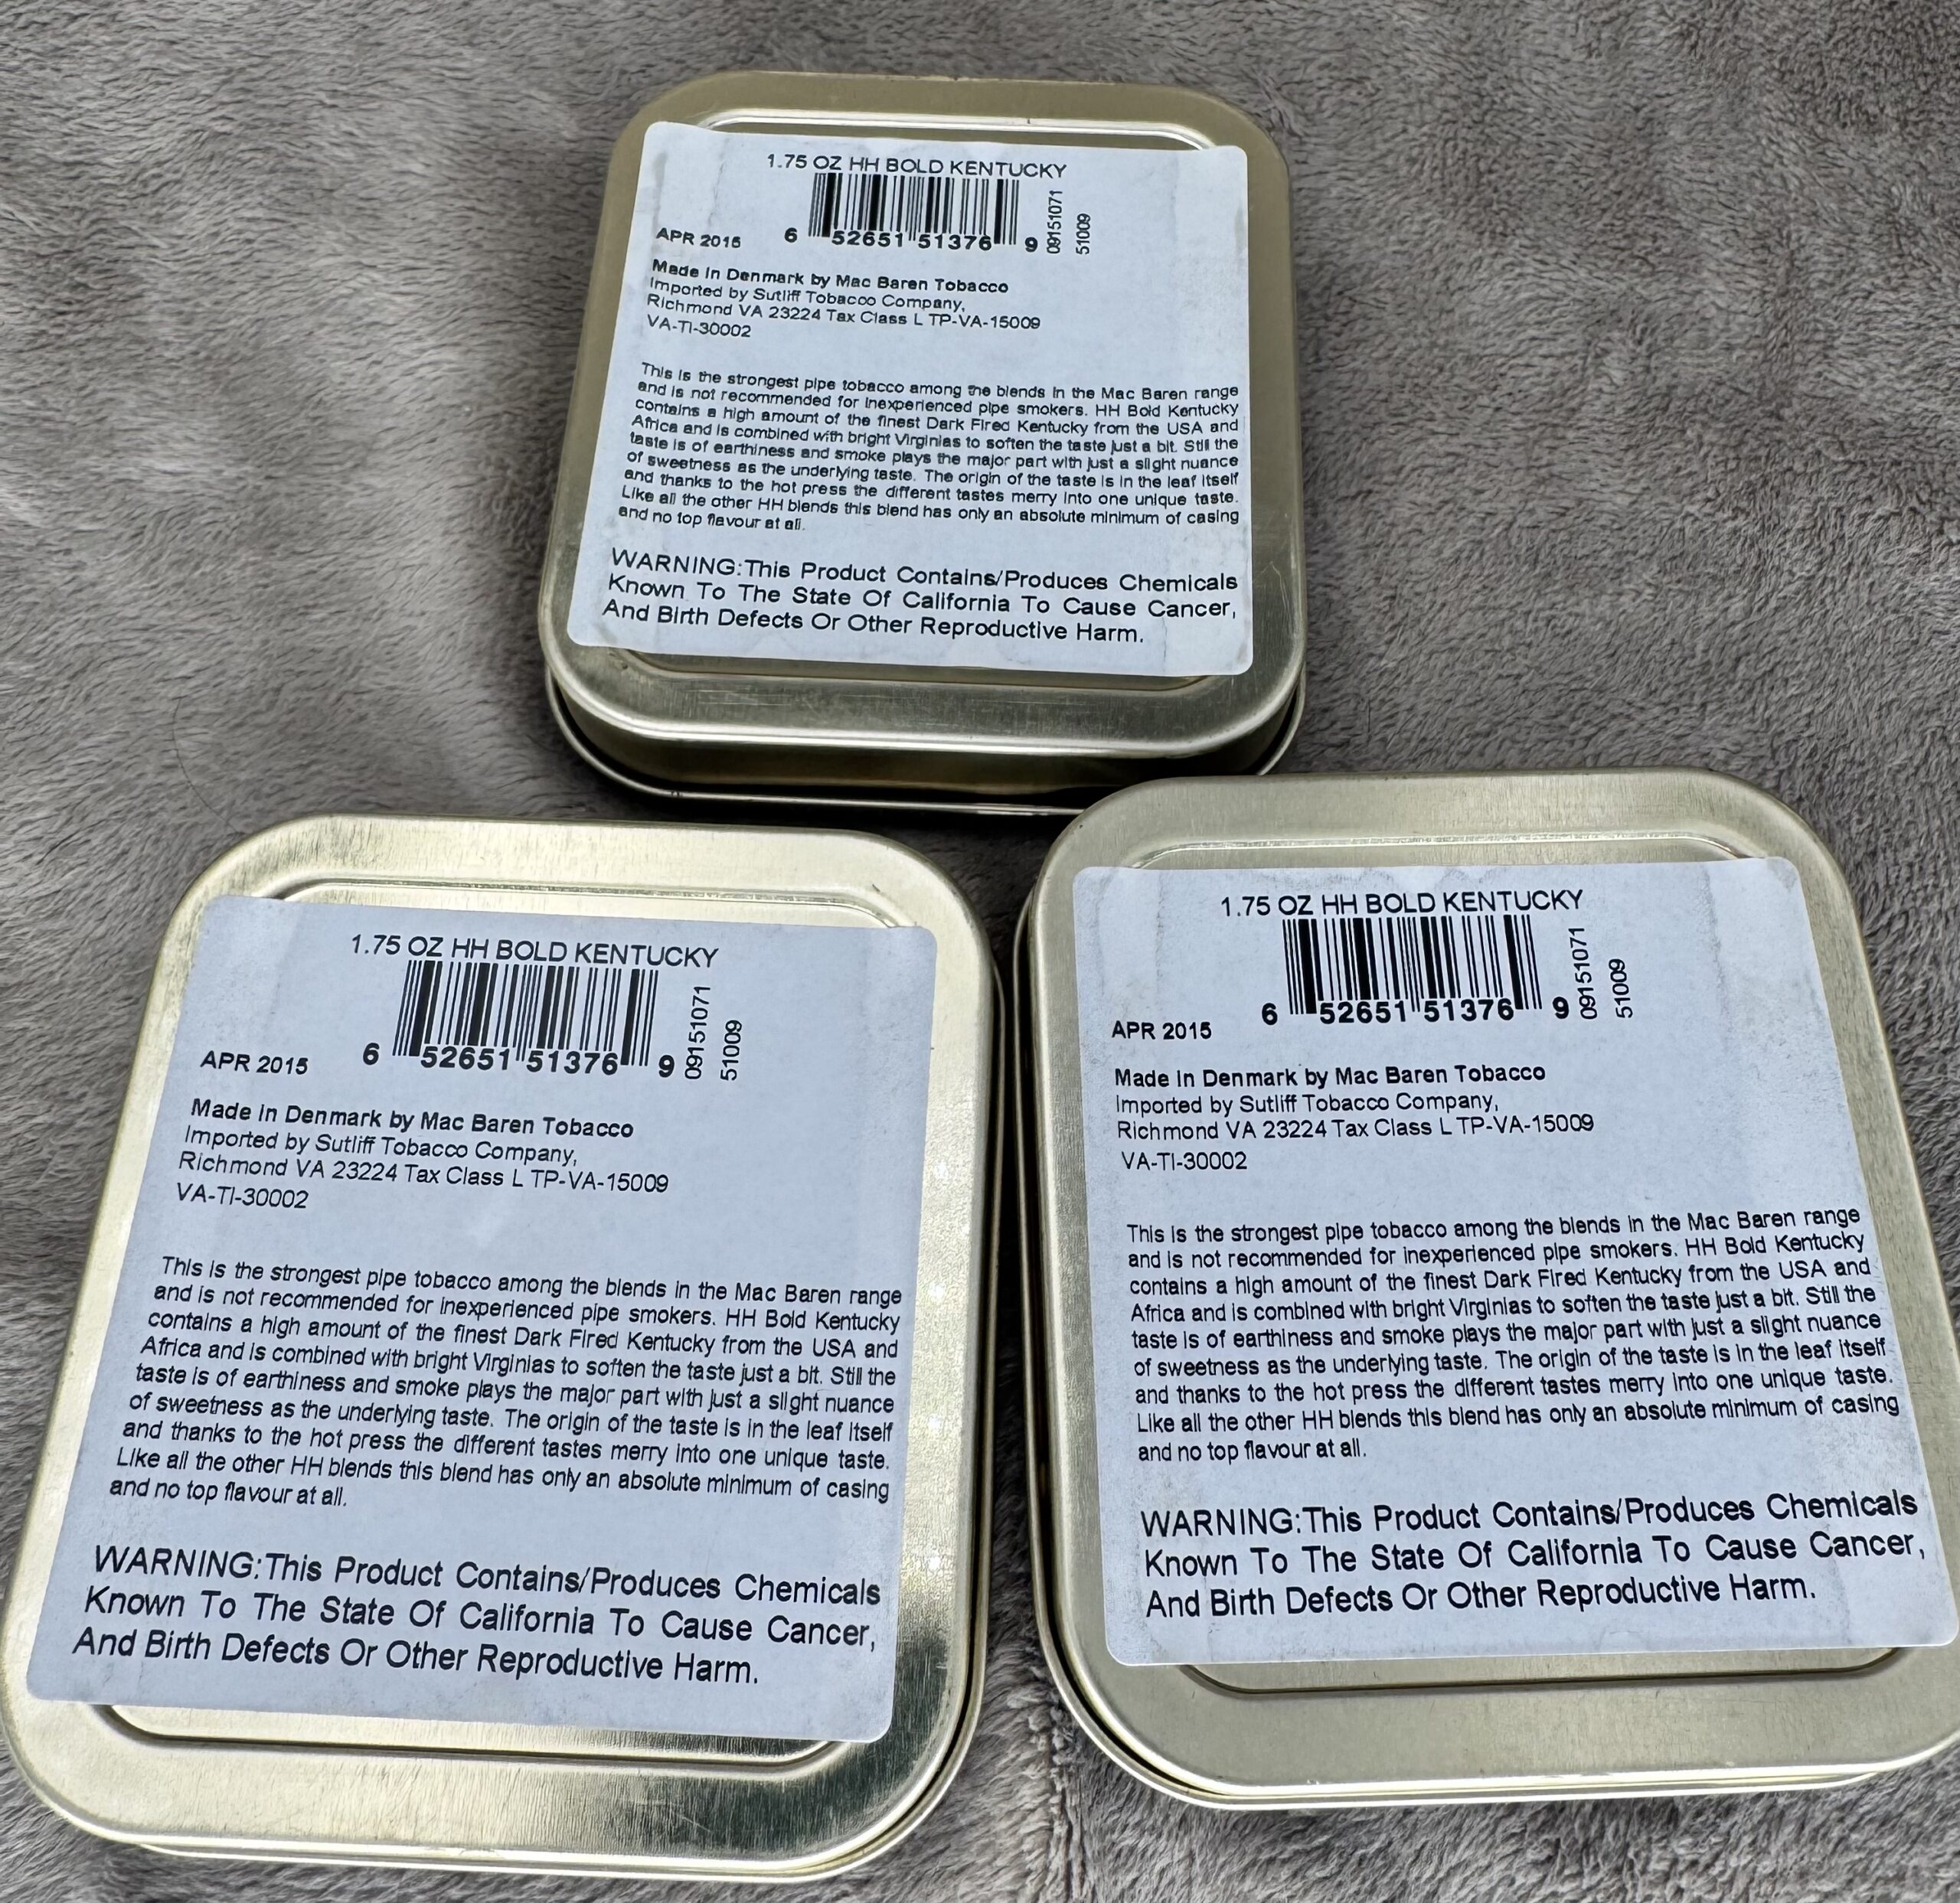 1.75 OZ HH BOLD KENTUCKY
6 52651 51376 9
09151071
51009
APR 2015
Made in Denmark by Mac Baren Tobacco
Imported by Sutliff Tobacco Company,
Richmond VA 23224 Tax Class L TP-VA-15009
VA-TI-30002
This is the strongest pipe tobacco among the blends in the Mac Baren range
and is not recommended for inexperienced pipe smokers. HH Bold Kentucky
contains a high amount of the finest Dark Fired Kentucky from the USA and
Africa and is combined with bright Virginias to soften the taste just a bit. Still the
taste is of earthiness and smoke plays the major part with just a slight nuance
of sweetness as the underlying taste. The origin of the taste is in the leaf itself
and thanks to the hot press the different tastes merry into one unique taste.
Like all the other HH blends this blend has only an absolute minimum of casing
and no top flavour at all.
WARNING:This Product Contains/Produces Chemicals
Known To The State Of California To Cause Cancer,
And Birth Defects Or Other Reproductive Harm.
1.75 OZ HH BOLD KENTUCKY
6 52651 51376 9
09151071
51009
APR 2015
Made in Denmark by Mac Baren Tobacco
Imported by Sutliff Tobacco Company,
Richmond VA 23224 Tax Class L TP-VA-15009
VA-TI-30002
This is the strongest pipe tobacco among the blends in the Mac Baren range
and is not recommended for inexperienced pipe smokers. HH Bold Kentucky
contains a high amount of the finest Dark Fired Kentucky from the USA and
Africa and is combined with bright Virginias to soften the taste just a bit. Still the
taste is of earthiness and smoke plays the major part with just a slight nuance
of sweetness as the underlying taste. The origin of the taste is in the leaf itself
and thanks to the hot press the different tastes merry into one unique taste.
Like all the other HH blends this blend has only an absolute minimum of casing
and no top flavour at all.
WARNING:This Product Contains/Produces Chemicals
Known To The State Of California To Cause Cancer,
And Birth Defects Or Other Reproductive Harm.
1.75 OZ HH BOLD KENTUCKY
6 52651 51376 9
09151071
51009
APR 2015
Made in Denmark by Mac Baren Tobacco
Imported by Sutliff Tobacco Company,
Richmond VA 23224 Tax Class L TP-VA-15009
VA-TI-30002
This is the strongest pipe tobacco among the blends in the Mac Baren range
and is not recommended for inexperienced pipe smokers. HH Bold Kentucky
contains a high amount of the finest Dark Fired Kentucky from the USA and
Africa and is combined with bright Virginias to soften the taste just a bit. Still the
taste is of earthiness and smoke plays the major part with just a slight nuance
of sweetness as the underlying taste. The origin of the taste is in the leaf itself
and thanks to the hot press the different tastes merry into one unique taste.
Like all the other HH blends this blend has only an absolute minimum of casing
and no top flavour at all.
WARNING:This Product Contains/Produces Chemicals
Known To The State Of California To Cause Cancer,
And Birth Defects Or Other Reproductive Harm.